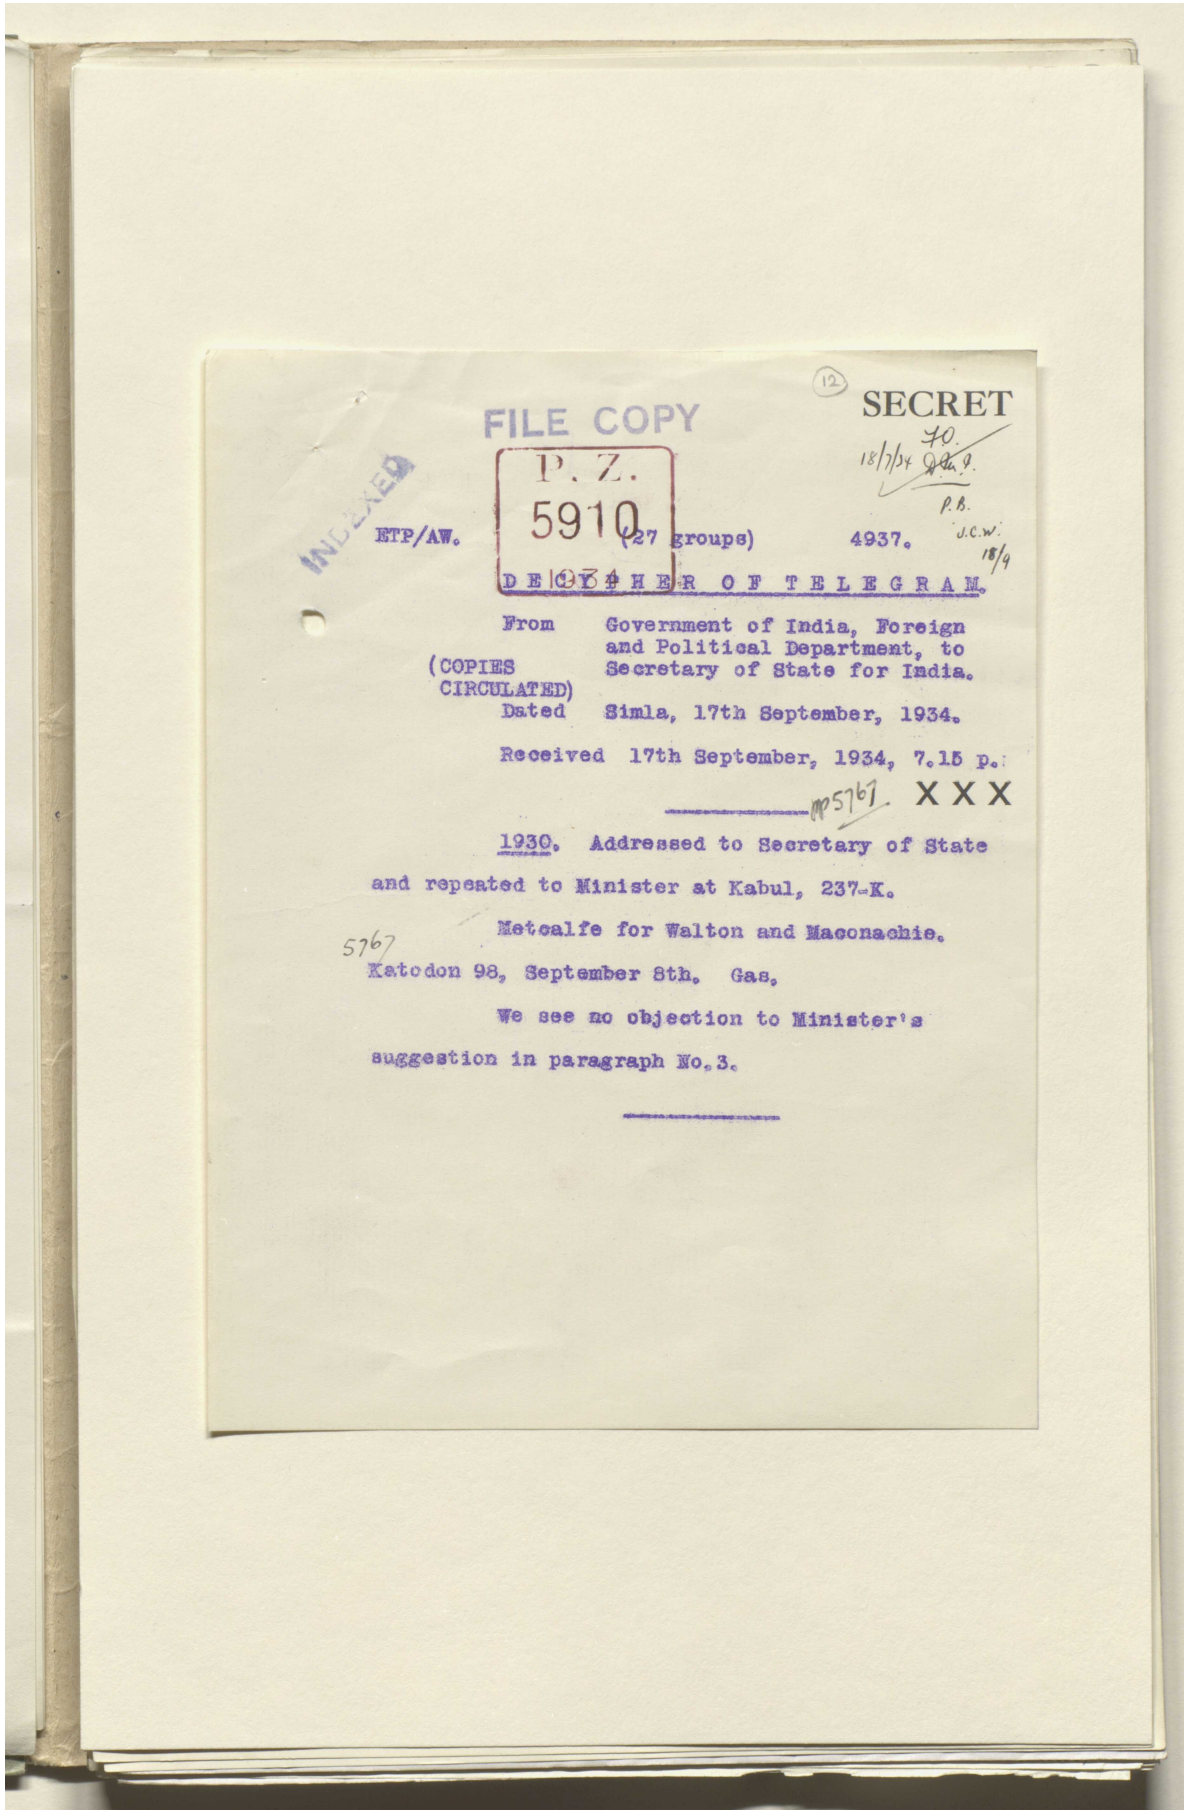 12
SECRET
FILE COPY
F.O.
18/9/34
P. Z.
INDEXED
5910
P.B.
J.C.W.
18/9
ETP/AW. (27 groups) 4937.
1934
DECYPHER OF TELEGRAM.
From Government of India, Foreign
and Political Department, to
(COPIES Secretary of State for India.
CIRCULATED)
Dated Simla, 17th September, 1934.
Received 17th September, 1934, 7.15 p.
5767 XXX
1930. Addressed to Secretary of State
and repeated to Minister at Kabul, 237-K.
Metcalfe for Walton and Maconachie.
5767
Katodon 98, September 8th. Gas.
We see no objection to Minister's
suggestion in paragraph No.3.